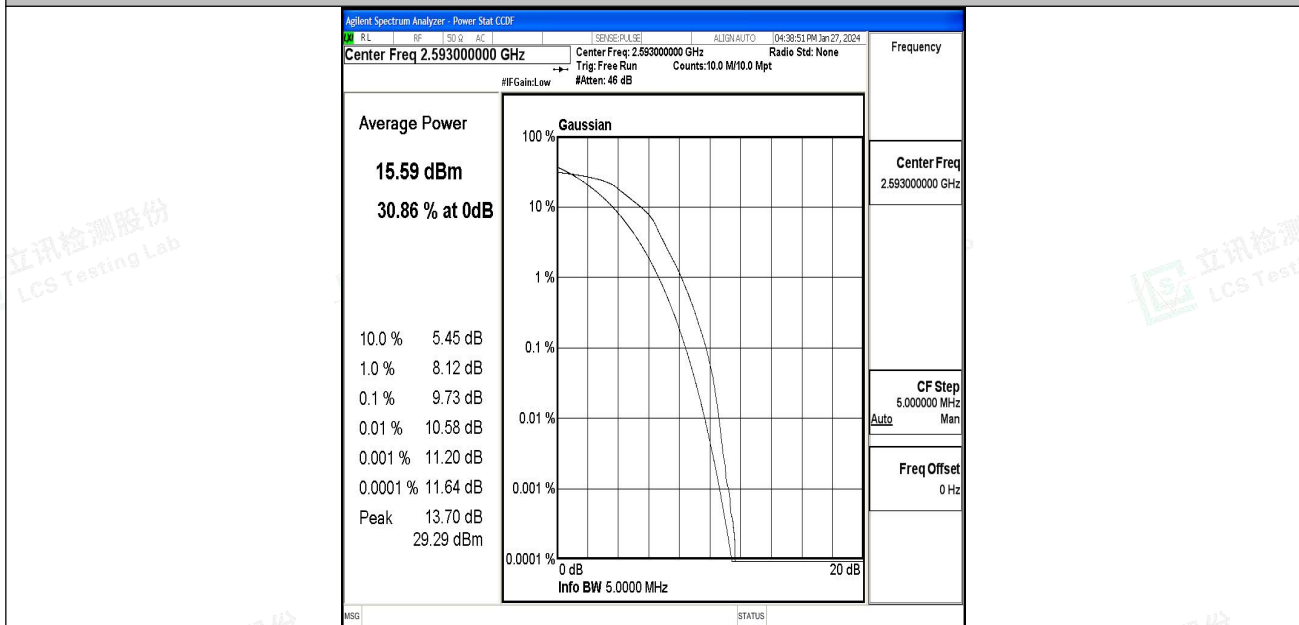 Agilent Spectrum Analyzer - Power Stat CCDF
RL RF 50 Ω AC SENSE:PULSE ALIGN AUTO 04:38:51 PM Jan 27, 2024
Center Freq 2.593000000 GHz
Center Freq: 2.593000000 GHz Radio Std: None
Trig: Free Run Counts:10.0 M/10.0 Mpt
#IFGain:Low #Atten: 46 dB
Frequency
Average Power
15.59 dBm
30.86 % at 0dB
10.0 % 5.45 dB
1.0 % 8.12 dB
0.1 % 9.73 dB
0.01 % 10.58 dB
0.001 % 11.20 dB
0.0001 % 11.64 dB
Peak 13.70 dB
29.29 dBm
Gaussian
100 %
10 %
1 %
0.1 %
0.01 %
0.001 %
0.0001 %
0 dB 20 dB
Info BW 5.0000 MHz
Center Freq
2.593000000 GHz
CF Step
5.000000 MHz
Auto Man
Freq Offset
0 Hz
MSG STATUS
立讯检测股份
LCS Testing Lab
立讯检测
LCS Test